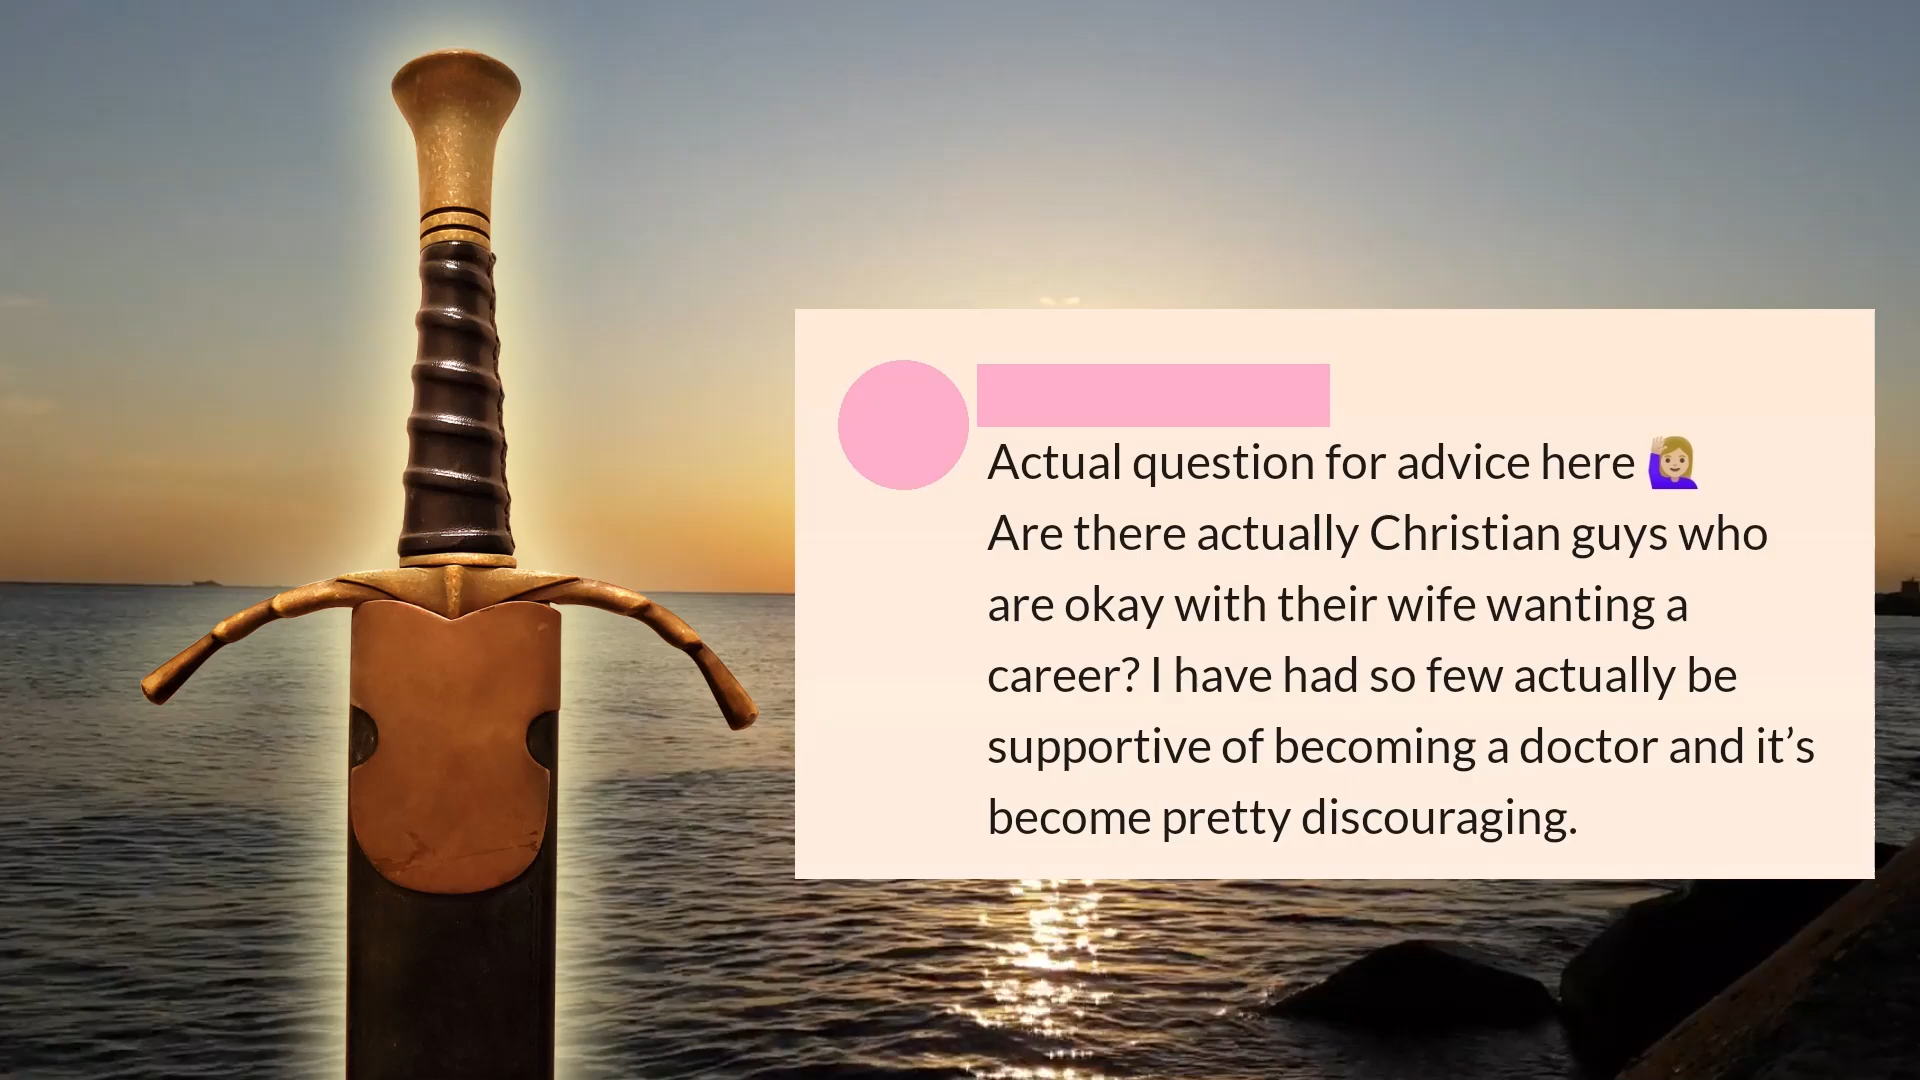 Actual question for advice here 🙋🏼‍♀️
Are there actually Christian guys who
are okay with their wife wanting a
career? I have had so few actually be
supportive of becoming a doctor and it’s
become pretty discouraging.